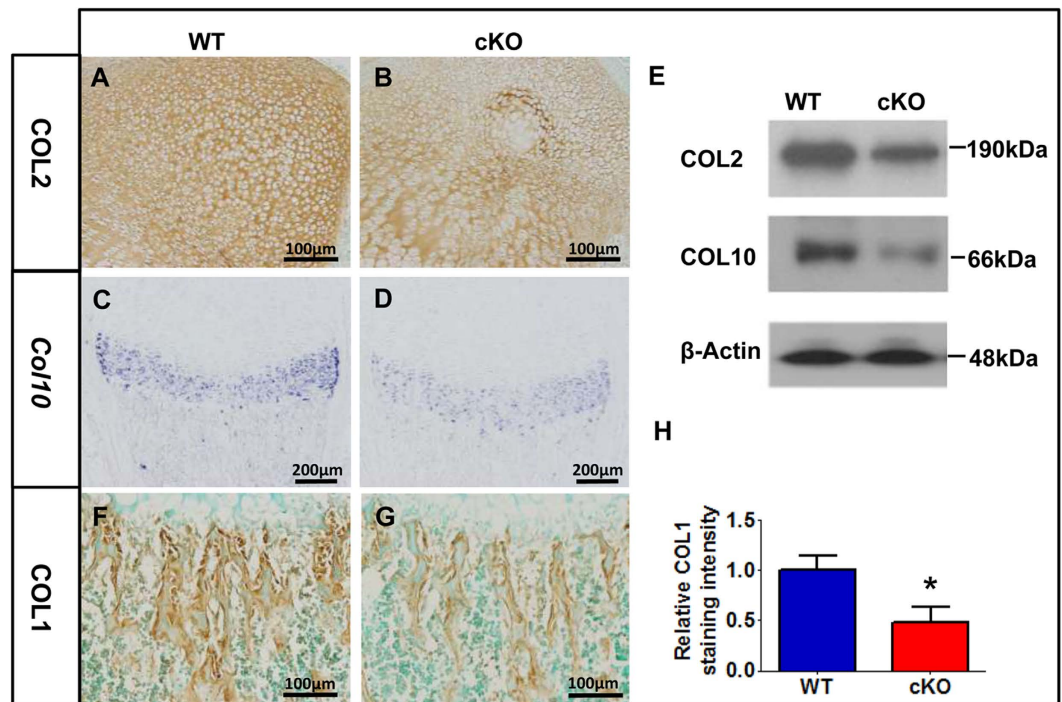 WT
cKO
COL2
A
B
100μm
100μm
Col10
C
D
200μm
200μm
COL1
F
G
100μm
100μm
E
WT
cKO
COL2
190kDa
COL10
66kDa
β-Actin
48kDa
H
Relative COL1
staining intensity
1.5
1.0
0.5
0.0
*
WT
cKO